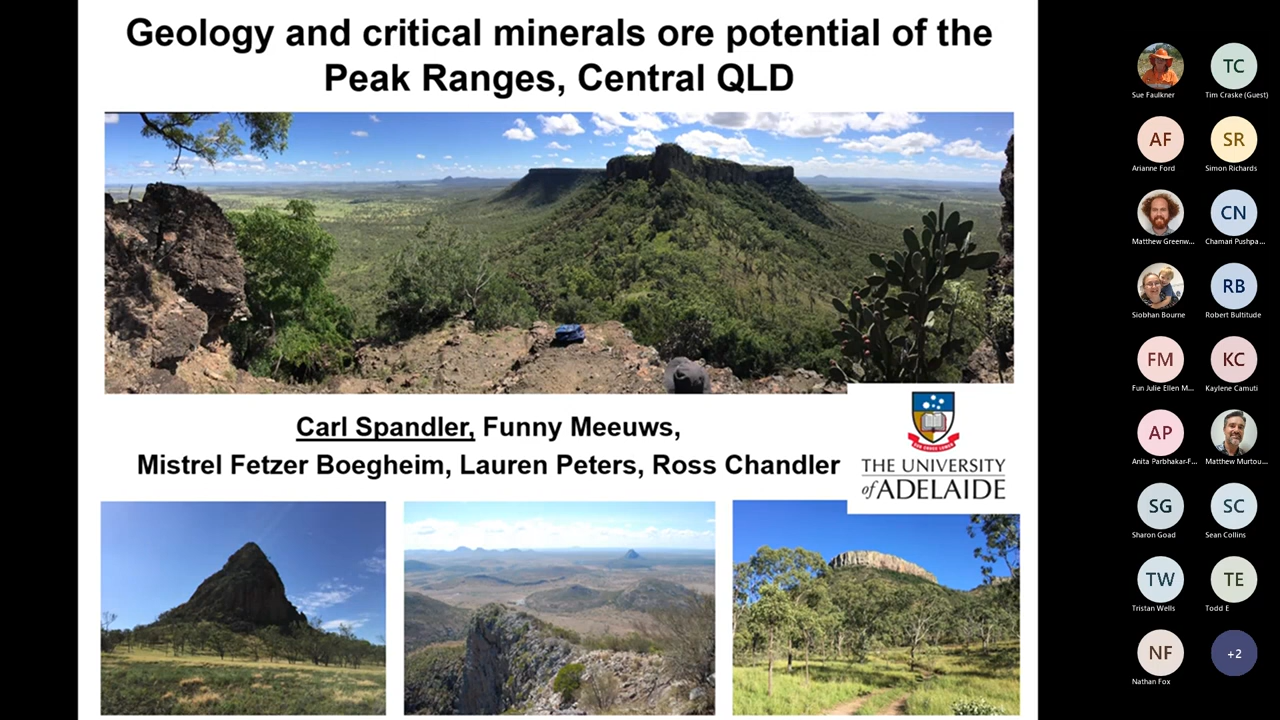 Geology and critical minerals ore potential of the
Peak Ranges, Central QLD
Carl Spandler, Funny Meeuws,
Mistrel Fetzer Boegheim, Lauren Peters, Ross Chandler
THE UNIVERSITY
of ADELAIDE
Sue Faulkner
TC
Tim Craske (Guest)
AF
Arianne Ford
SR
Simon Richards
Matthew Greenw...
CN
Chamari Pushpa...
Siobhan Bourne
RB
Robert Bultitude
FM
Fun Julie Ellen M...
KC
Kaylene Camuti
AP
Anita Parbhakar-F...
Matthew Murtou...
SG
Sharon Goad
SC
Sean Collins
TW
Tristan Wells
TE
Todd E
NF
Nathan Fox
+2